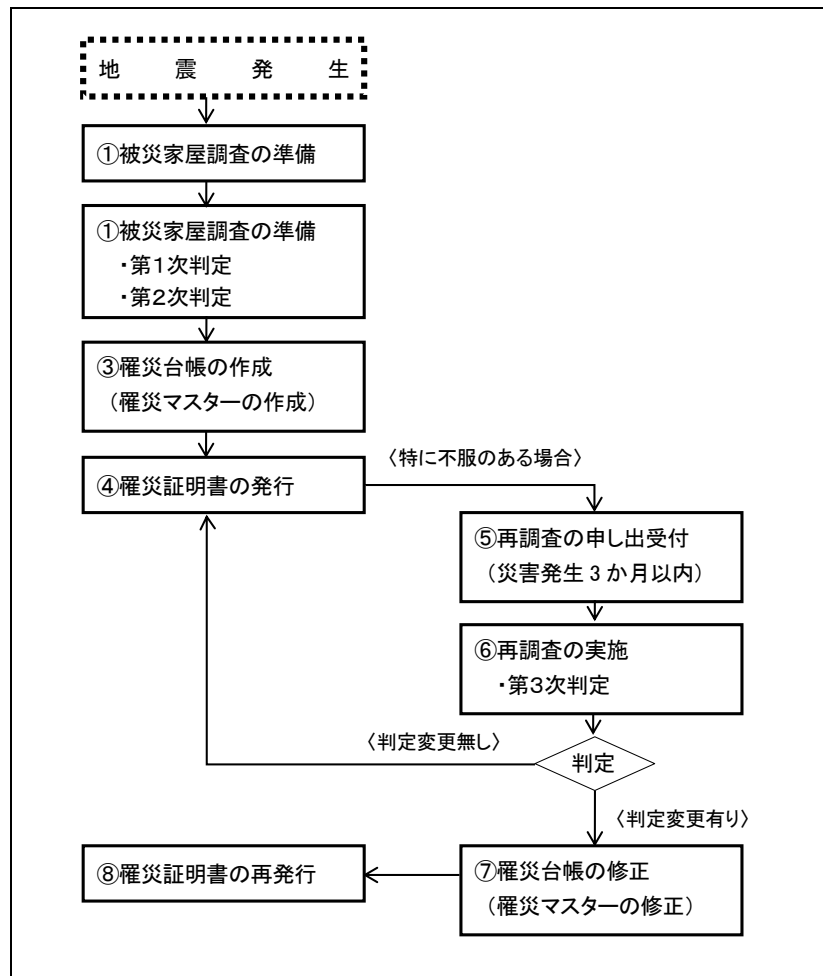 地 震 発 生
①被災家屋調査の準備
①被災家屋調査の準備
・第1次判定
・第2次判定
③罹災台帳の作成
（罹災マスターの作成）
④罹災証明書の発行
〈特に不服のある場合〉
⑤再調査の申し出受付
（災害発生 3 か月以内）
⑥再調査の実施
・第3次判定
〈判定変更無し〉
判定
〈判定変更有り〉
⑧罹災証明書の再発行
⑦罹災台帳の修正
（罹災マスターの修正）